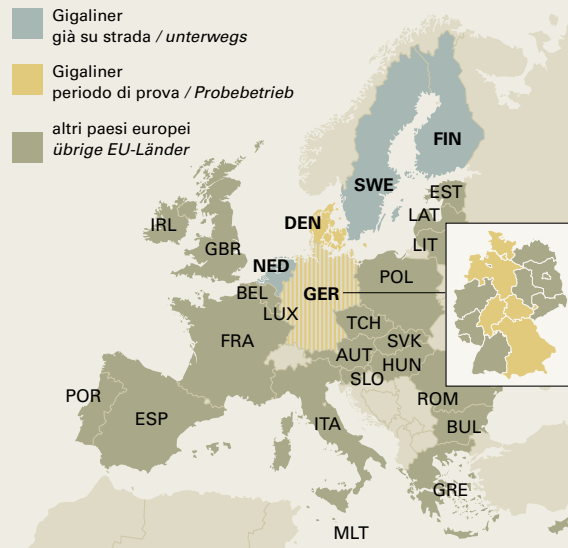 Gigaliner
già su strada / unterwegs
Gigaliner
periodo di prova / Probebetrieb
altri paesi europei
übrige EU-Länder
FIN
SWE
EST
IRL
DEN
LAT
GBR
LIT
NED
POL
BEL
GER
LUX
TCH
FRA
SVK
AUT
HUN
SLO
POR
ROM
ESP
ITA
BUL
GRE
MLT